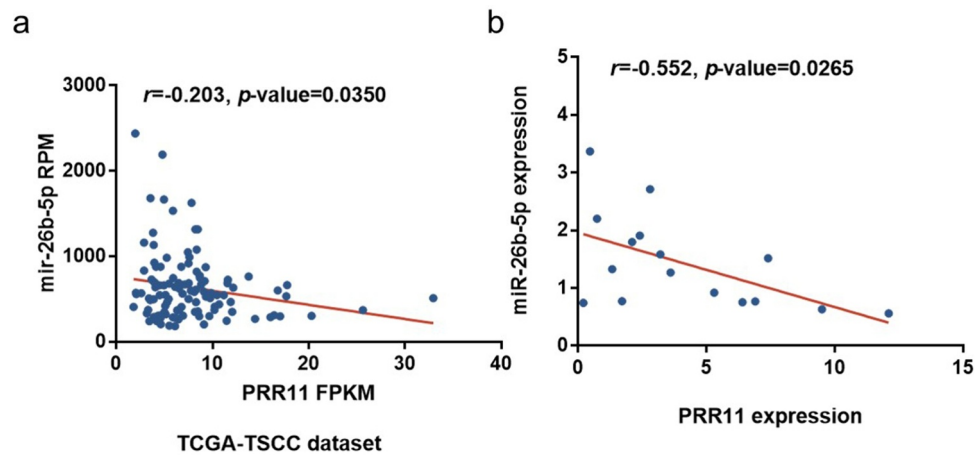 a
r=-0.203, p-value=0.0350
mir-26b-5p RPM
3000
2000
1000
0
0 10 20 30 40
PRR11 FPKM
TCGA-TSCC dataset
b
r=-0.552, p-value=0.0265
miR-26b-5p expression
5
4
3
2
1
0
0 5 10 15
PRR11 expression